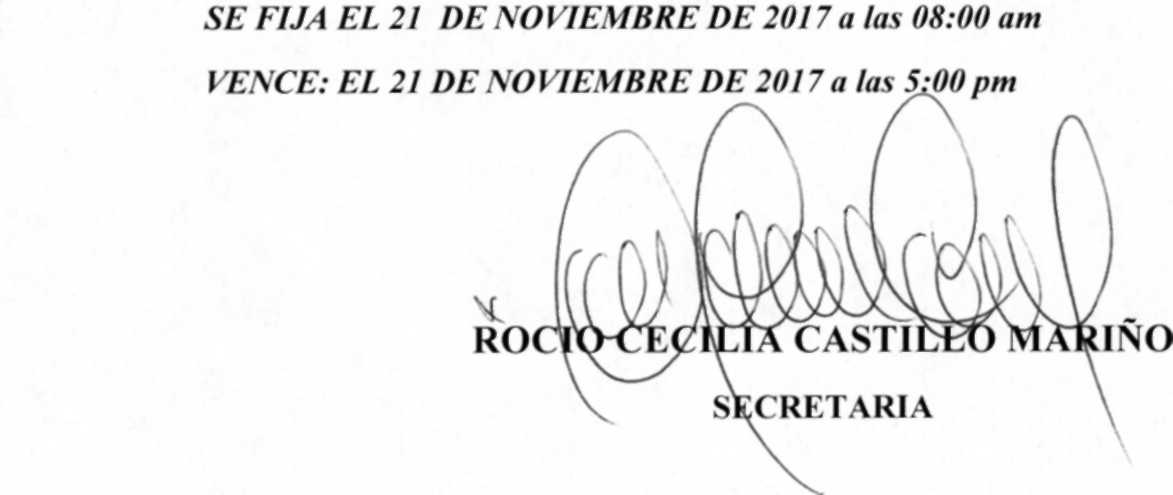 SE FIJA EL 21 DE NOVIEMBRE DE 2017 a las 08:00 am
VENCE: EL 21 DE NOVIEMBRE DE 2017 a las 5:00 pm
ROCIO CECILIA CASTILLO MARIÑO
SECRETARIA